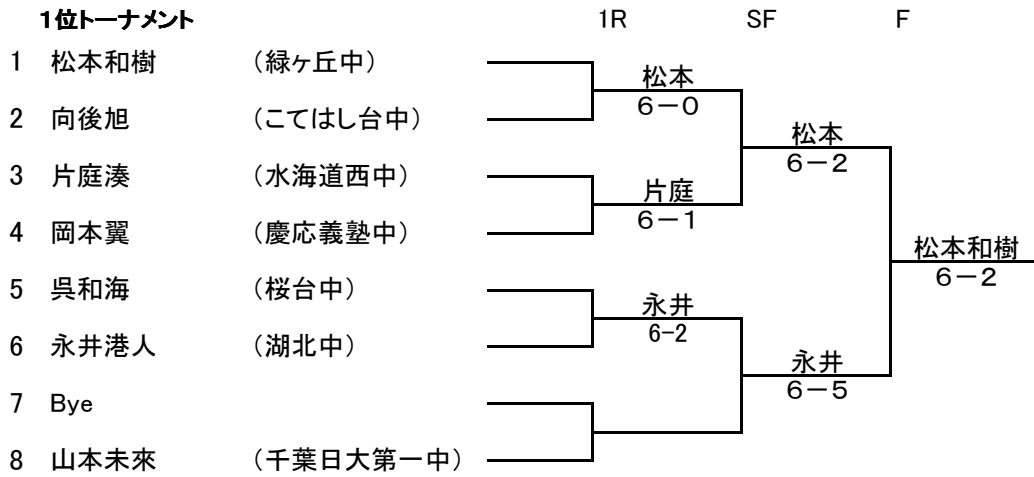 1位トーナメント 1R SF F
1 松本和樹 （緑ヶ丘中）
松本
6－0
2 向後旭 （こてはし台中）
松本
6－2
3 片庭湊 （水海道西中）
片庭
6－1
4 岡本翼 （慶応義塾中）
松本和樹
6－2
5 呉和海 （桜台中）
永井
6-2
6 永井港人 （湖北中）
永井
6－5
7 Bye
8 山本未來 （千葉日大第一中）